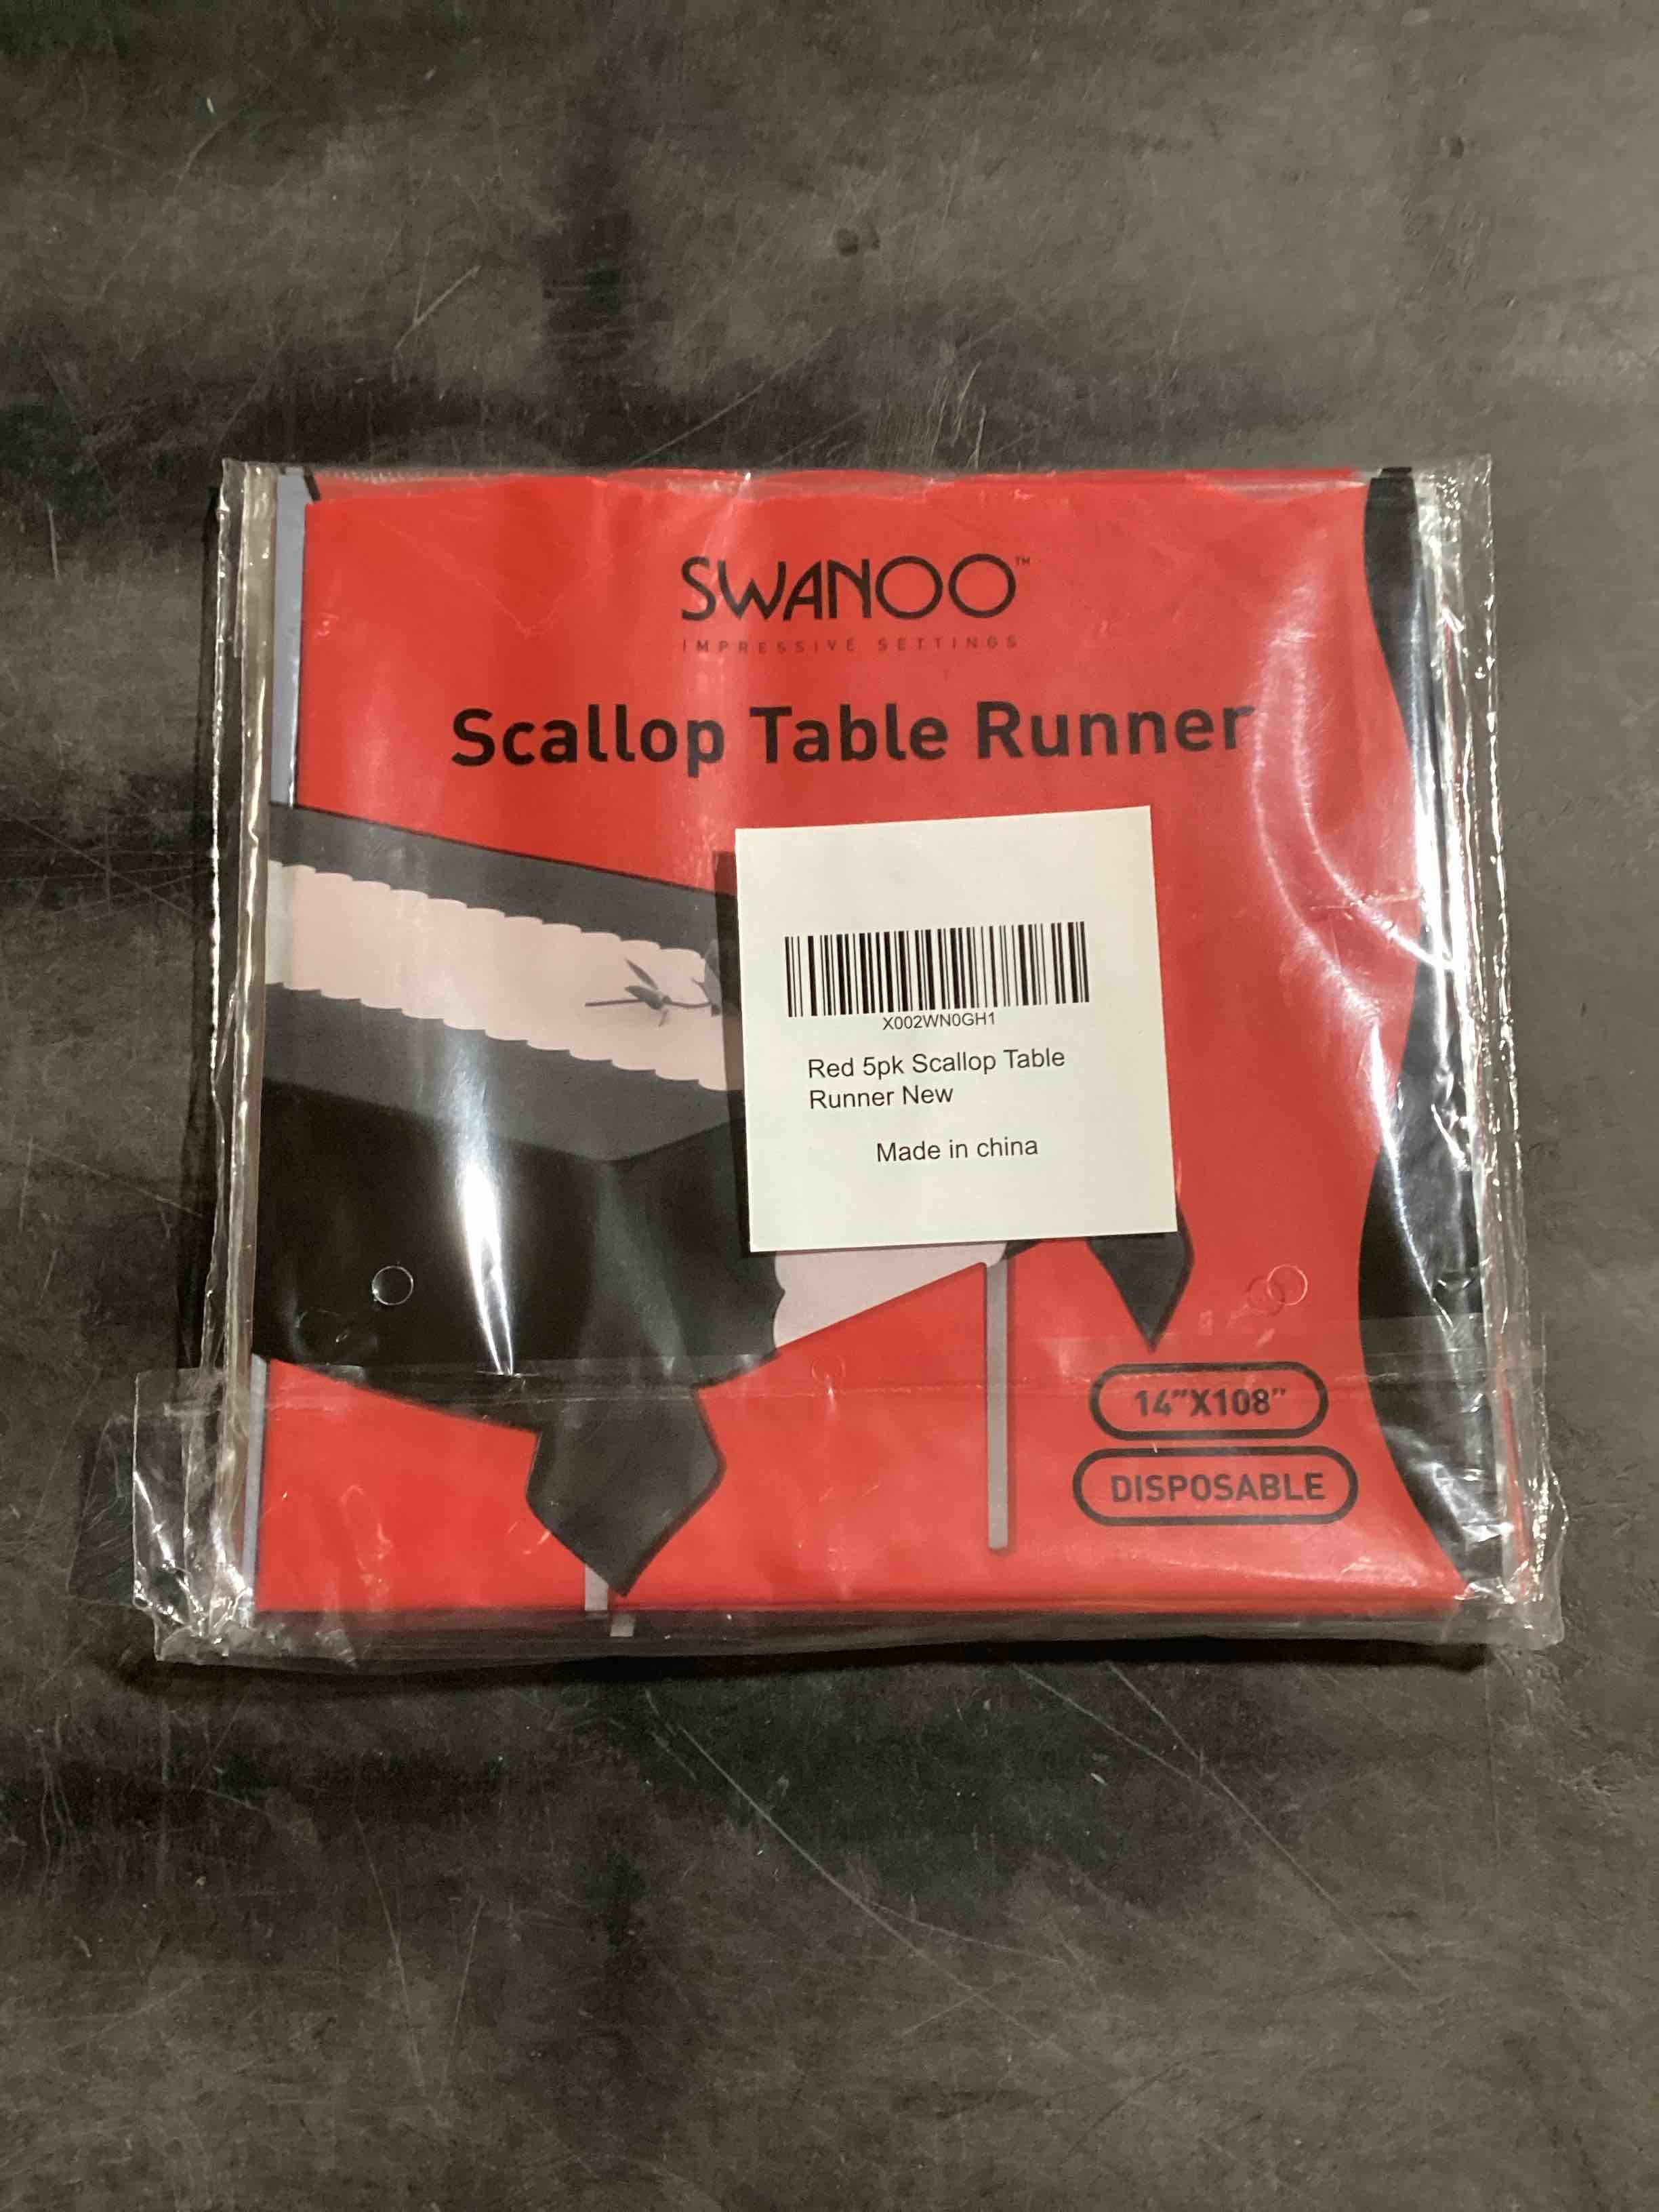 SWANOO™
IMPRESSIVE SETTINGS
Scallop Table Runner
X002WN0GH1
Red 5pk Scallop Table
Runner New
Made in china
14”X108”
DISPOSABLE